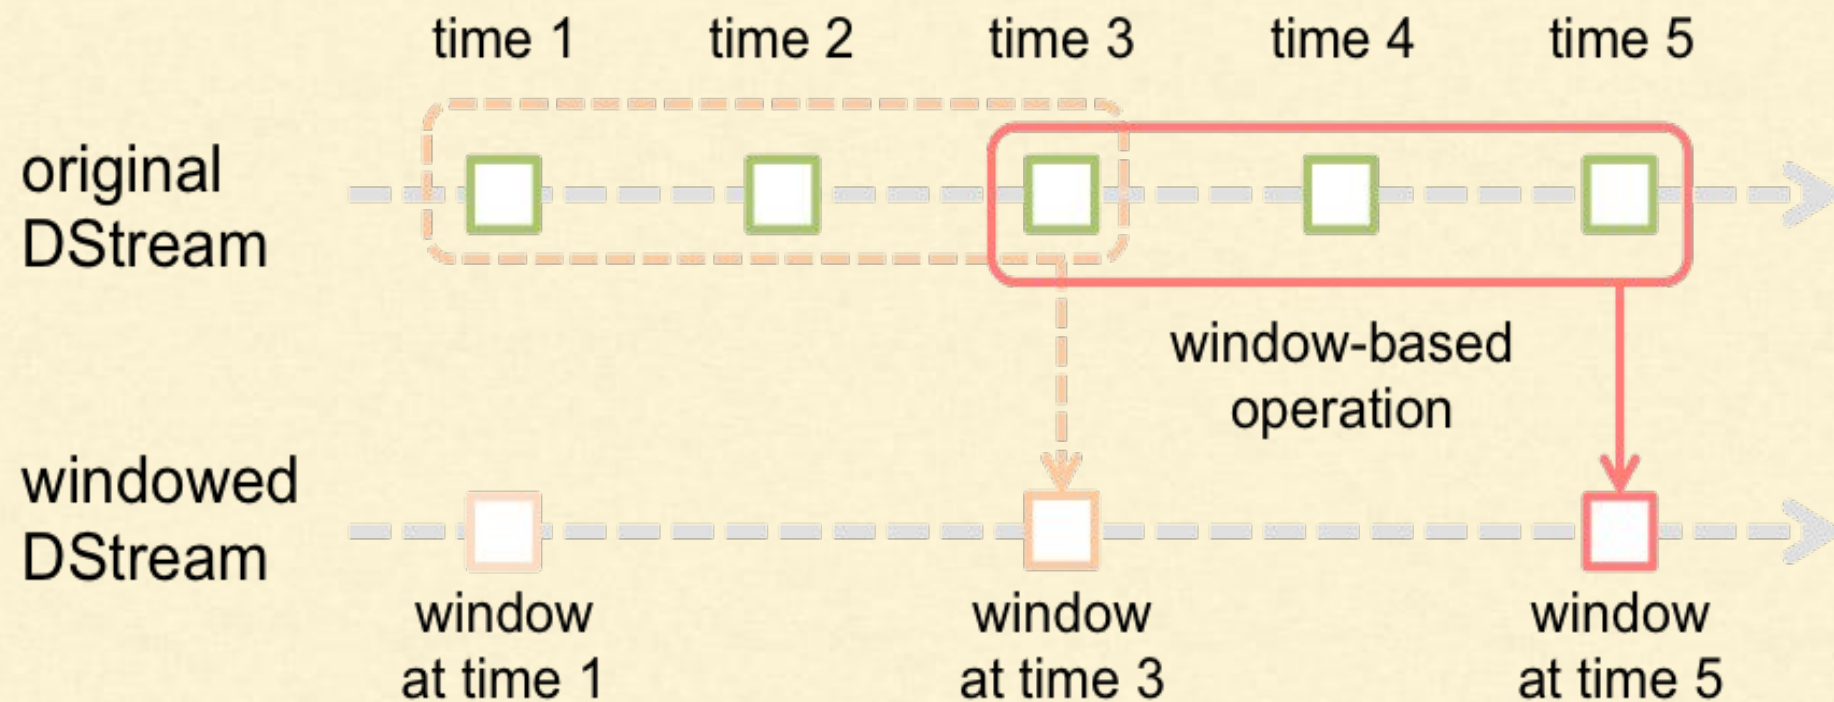 time 1
time 2
time 3
time 4
time 5
original
DStream
window-based
operation
windowed
DStream
window
at time 1
window
at time 3
window
at time 5